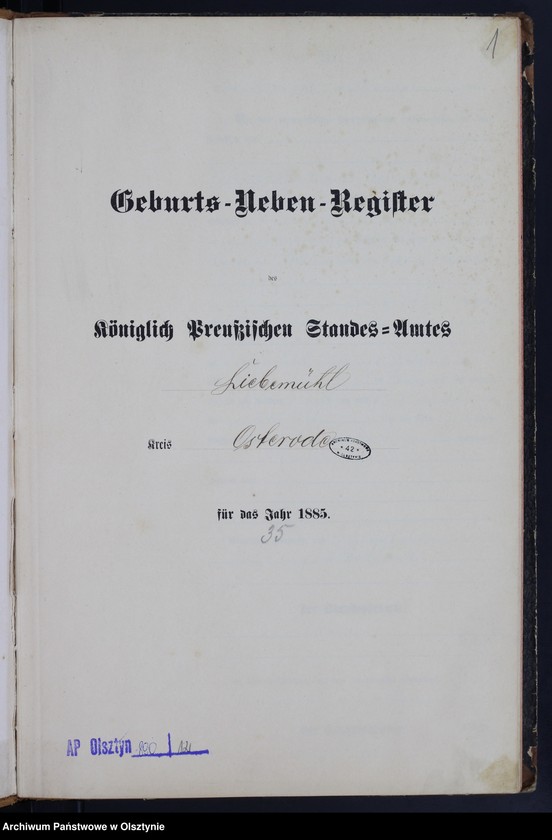 1
Geburts-Neben-Register
des
Königlich Preußischen Standes-Amtes
Liebemühl
Kreis Osterode
42
für das Jahr 1885.
35
AP Olsztyn
Archiwum Państwowe w Olsztynie